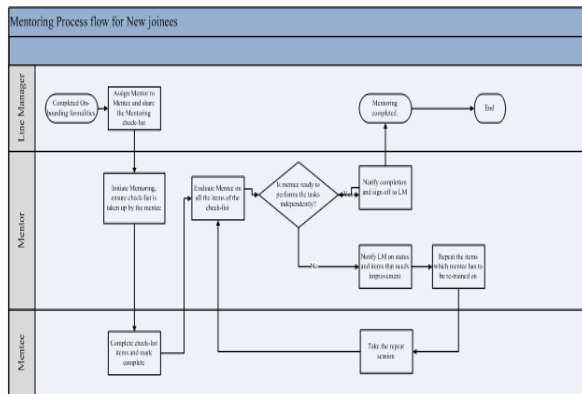 Mentoring Process flow for New joinees
Line Manager
Completed On-
boarding formalities
Assign Mentor to
Mentee and share
the Mentoring
check-list
Mentoring
completed.
End
Mentor
Initiate Mentoring,
ensure check-list is
taken up by the mentee
Evaluate Mentee on
all the items of the
check-list
Is mentee ready to
performs the tasks
independently?
Yes
Notify completion
and sign off to LM
No
Notify LM on status
and items that needs
improvement
Repeat the items
which mentee has to
be re-trained on
Mentee
Complete check-list
items and mark
complete
Take the repeat
session